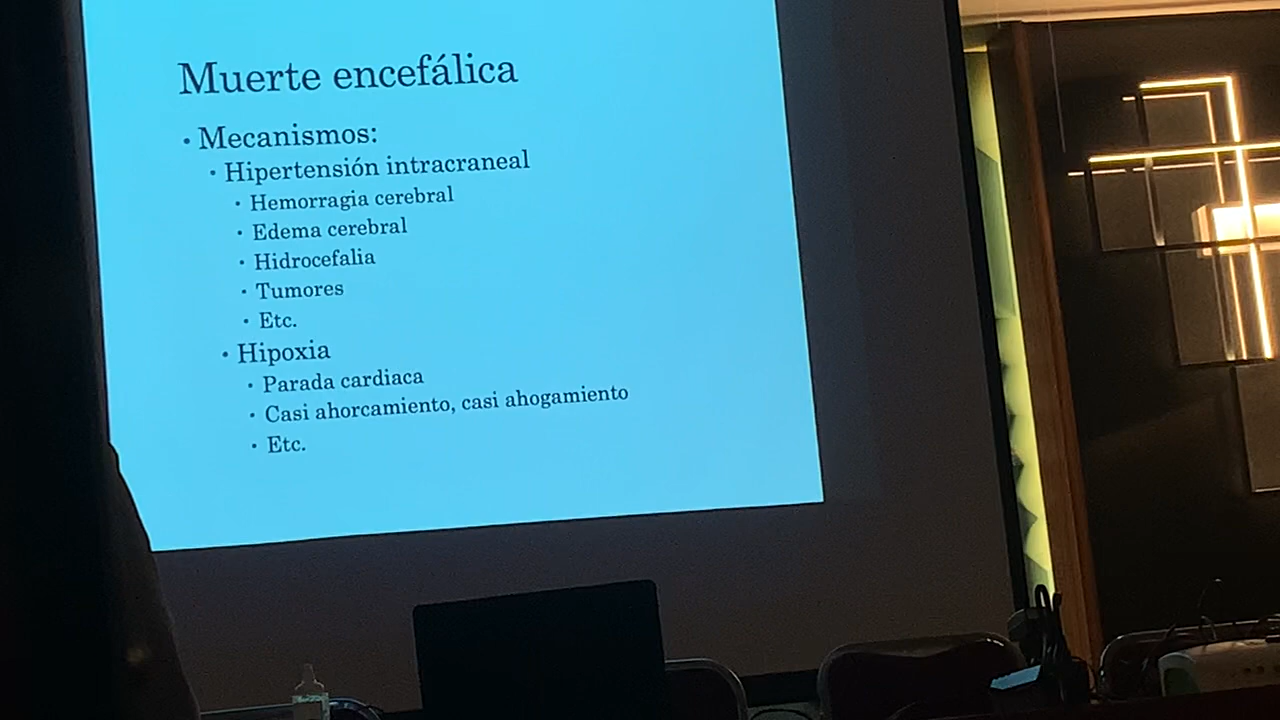 Muerte encefálica
• Mecanismos:
• Hipertensión intracraneal
• Hemorragia cerebral
• Edema cerebral
• Hidrocefalia
• Tumores
• Etc.
• Hipoxia
• Parada cardiaca
• Casi ahorcamiento, casi ahogamiento
• Etc.